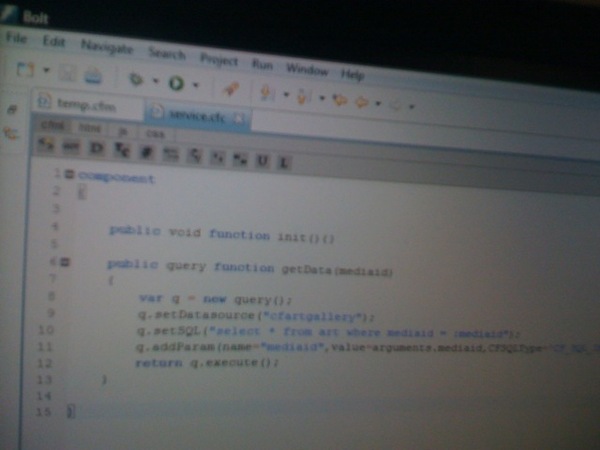 Bolt
File Edit Navigate Search Project Run Window Help
temp.cfm service.cfc
cfml html js css
B U L
1 component
2 {
3
4 public void function init(){}
5
6 public query function getData(mediaid)
7 {
8 var q = new query();
9 q.setDatasource("cfartgallery");
10 q.setSQL("select * from art where mediaid = :mediaid");
11 q.addParam(name="mediaid",value=arguments.mediaid,CFSQLType=
12 return q.execute();
13 }
14
15 }